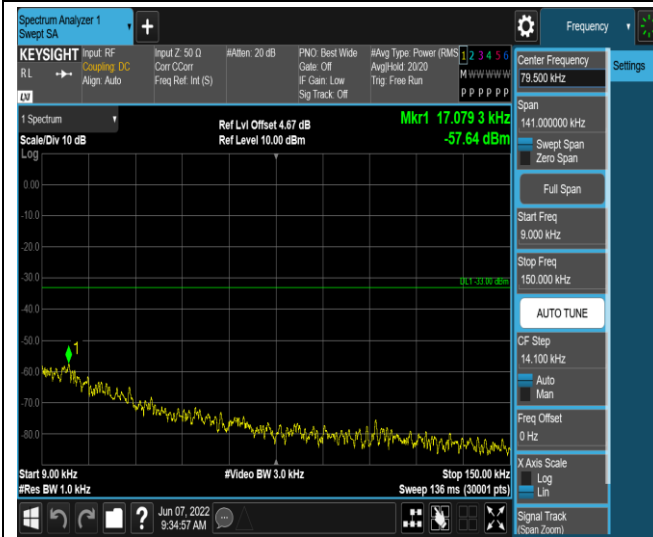 Spectrum Analyzer 1
Swept SA
+
Frequency
KEYSIGHT
RL
LXI
Input: RF
Coupling: DC
Align: Auto
Input Z: 50 Ω
Corr CCorr
Freq Ref: Int (S)
#Atten: 20 dB
PNO: Best Wide
Gate: Off
IF Gain: Low
Sig Track: Off
#Avg Type: Power (RMS
Avg|Hold: 20/20
Trig: Free Run
1 2 3 4 5 6
M W W W W W
P P P P P P
Center Frequency
79.500 kHz
Settings
Span
141.000000 kHz
Swept Span
Zero Span
Full Span
Start Freq
9.000 kHz
Stop Freq
150.000 kHz
AUTO TUNE
CF Step
14.100 kHz
Auto
Man
Freq Offset
0 Hz
X Axis Scale
Log
Lin
Signal Track
(Span Zoom)
1 Spectrum
Scale/Div 10 dB
Log
Ref Lvl Offset 4.67 dB
Ref Level 10.00 dBm
Mkr1 17.079 3 kHz
-57.64 dBm
0.00
-10.0
-20.0
-30.0
DL1 -33.00 dBm
-40.0
-50.0
1
-60.0
-70.0
-80.0
Start 9.00 kHz
#Video BW 3.0 kHz
Stop 150.00 kHz
#Res BW 1.0 kHz
Sweep 136 ms (30001 pts)
?
Jun 07, 2022
9:34:57 AM